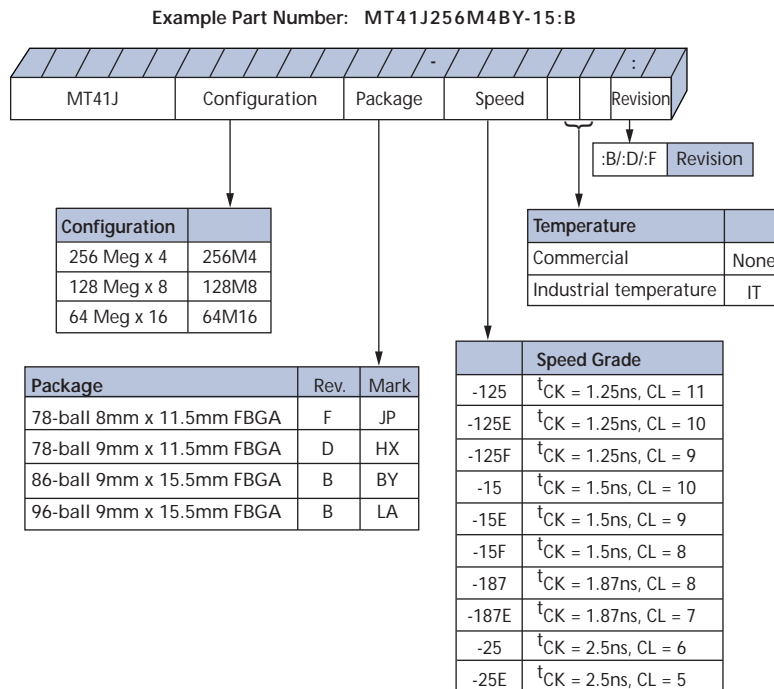 Example Part Number: MT41J256M4BY-15:B
- :
MT41J Configuration Package Speed Revision
:B/:D/:F Revision
Configuration
256 Meg x 4 256M4
128 Meg x 8 128M8
64 Meg x 16 64M16
Temperature
Commercial None
Industrial temperature IT
Package Rev. Mark
78-ball 8mm x 11.5mm FBGA F JP
78-ball 9mm x 11.5mm FBGA D HX
86-ball 9mm x 15.5mm FBGA B BY
96-ball 9mm x 15.5mm FBGA B LA
Speed Grade
-125 tCK = 1.25ns, CL = 11
-125E tCK = 1.25ns, CL = 10
-125F tCK = 1.25ns, CL = 9
-15 tCK = 1.5ns, CL = 10
-15E tCK = 1.5ns, CL = 9
-15F tCK = 1.5ns, CL = 8
-187 tCK = 1.87ns, CL = 8
-187E tCK = 1.87ns, CL = 7
-25 tCK = 2.5ns, CL = 6
-25E tCK = 2.5ns, CL = 5